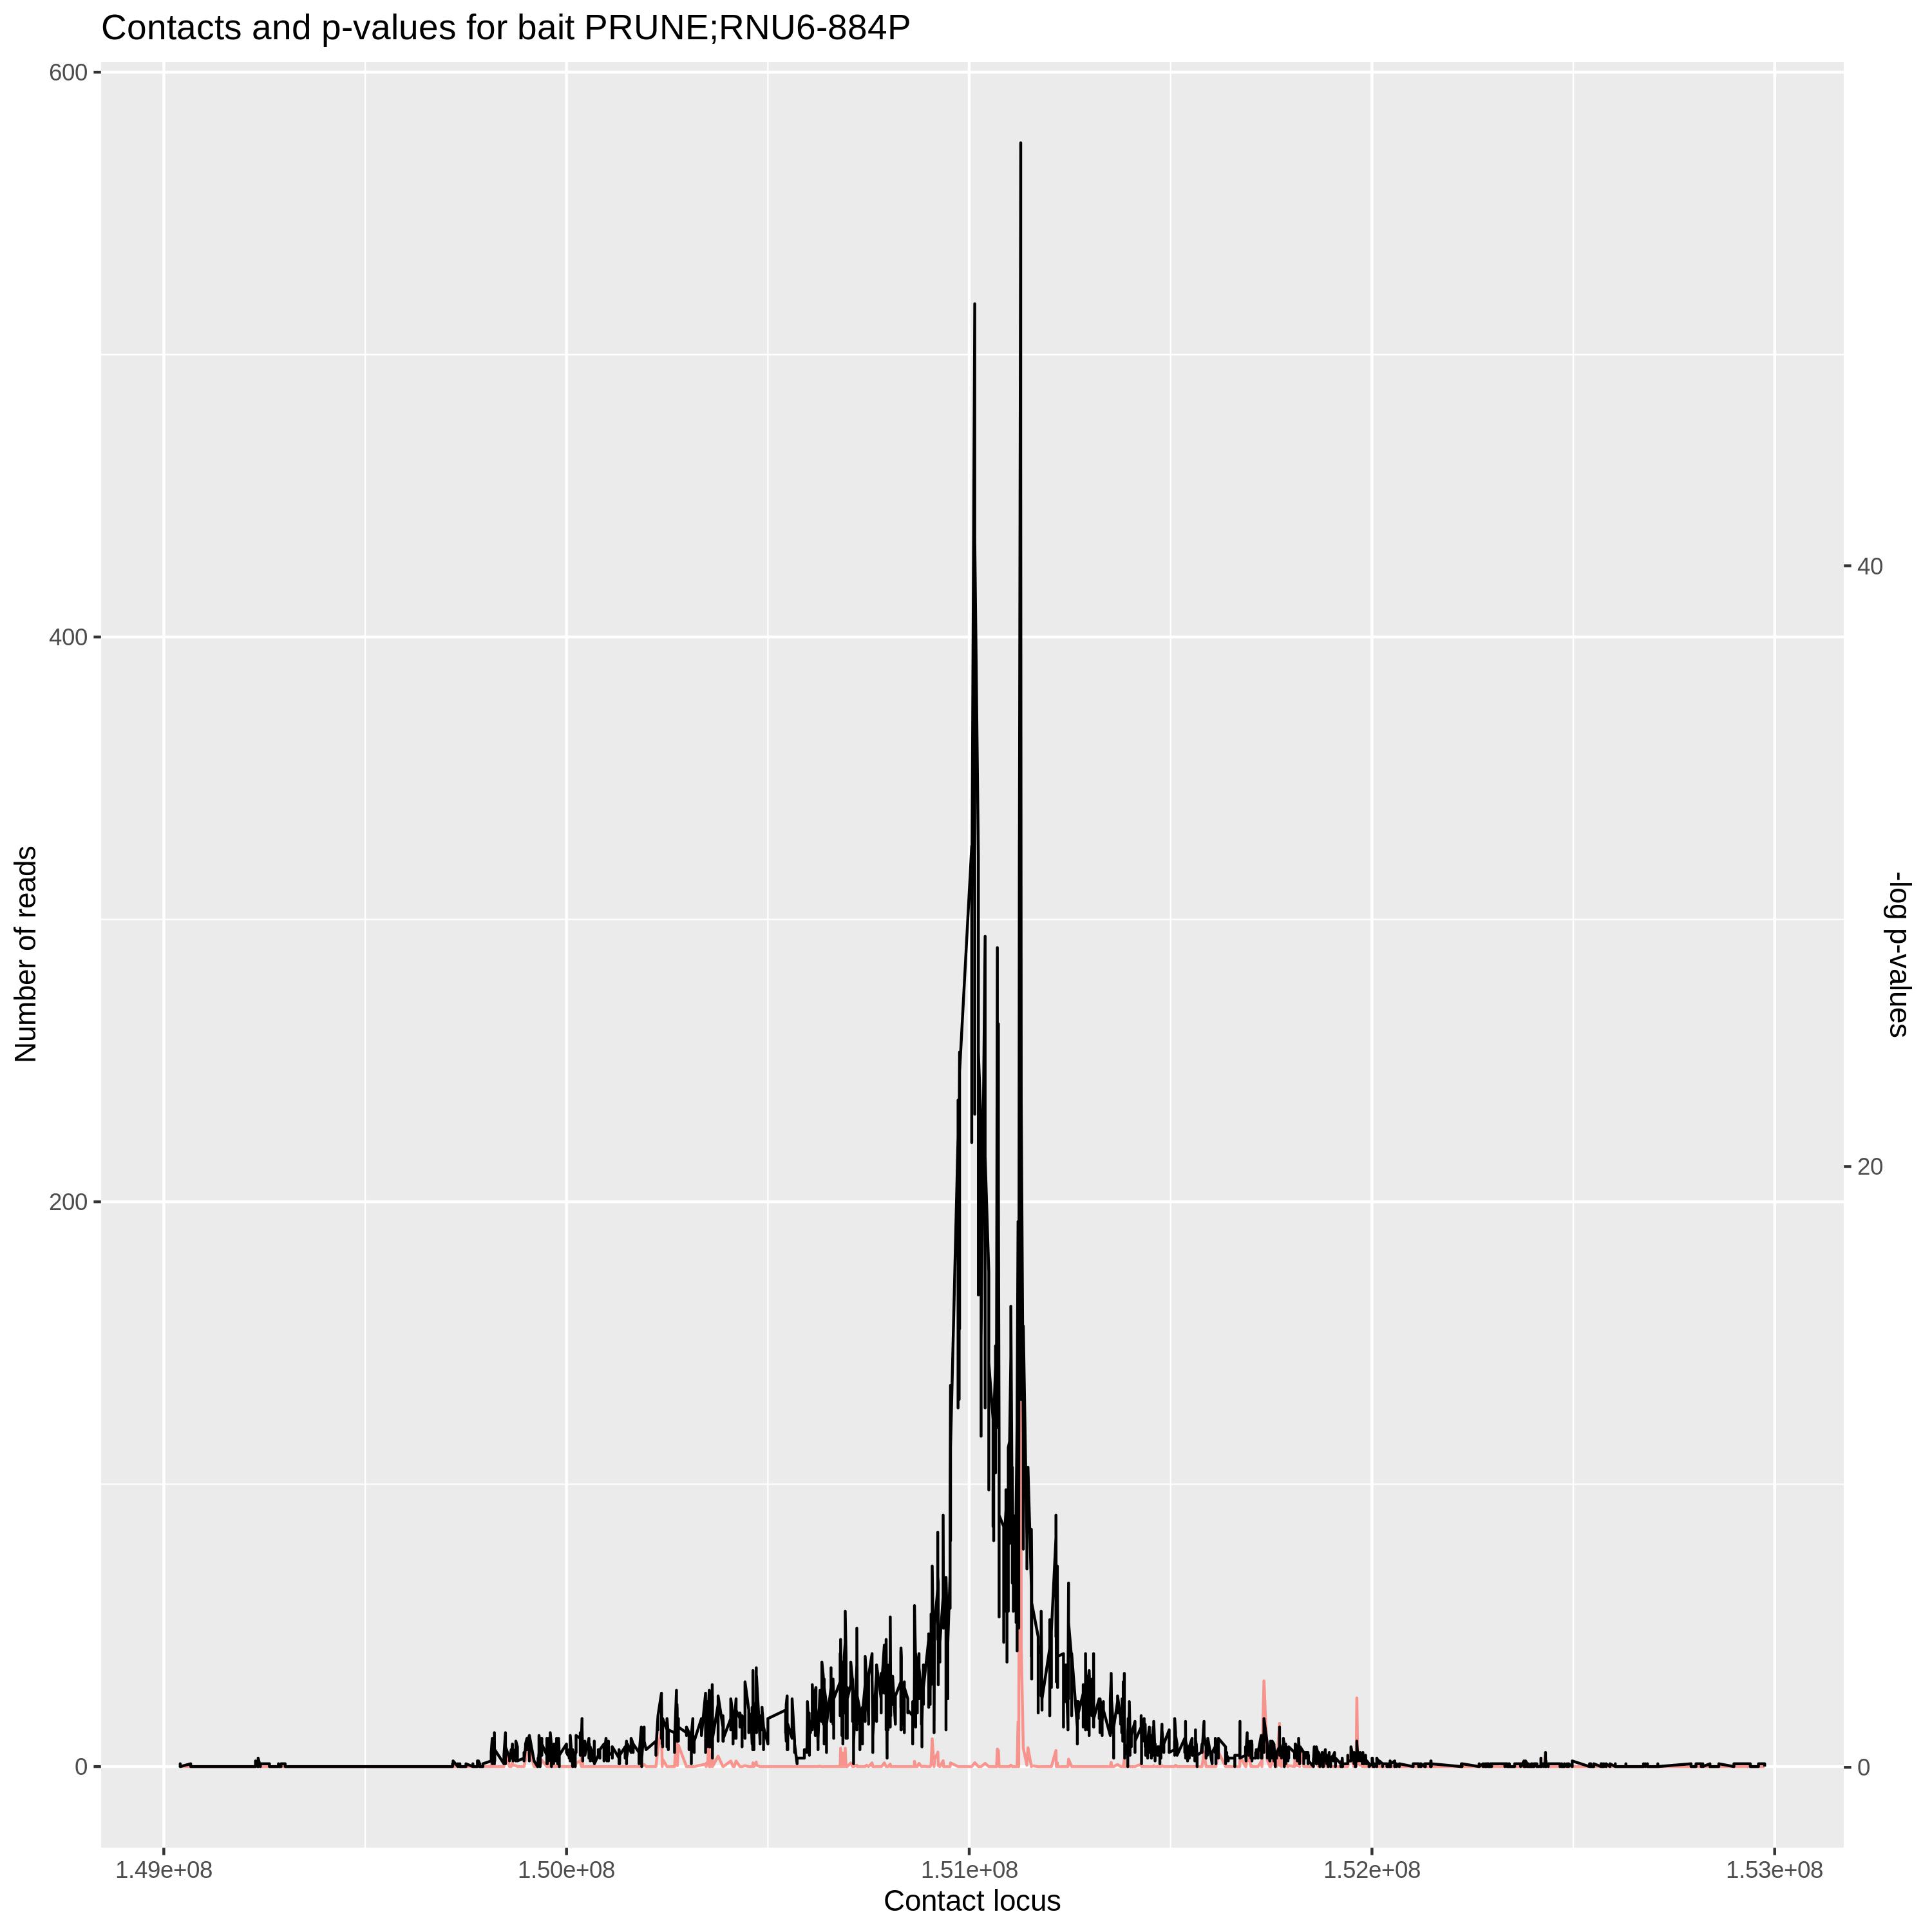 Contacts and p-values for bait PRUNE;RNU6-884P
600
400
200
0
Number of reads
40
20
0
-log p-values
1.49e+08
1.50e+08
1.51e+08
1.52e+08
1.53e+08
Contact locus